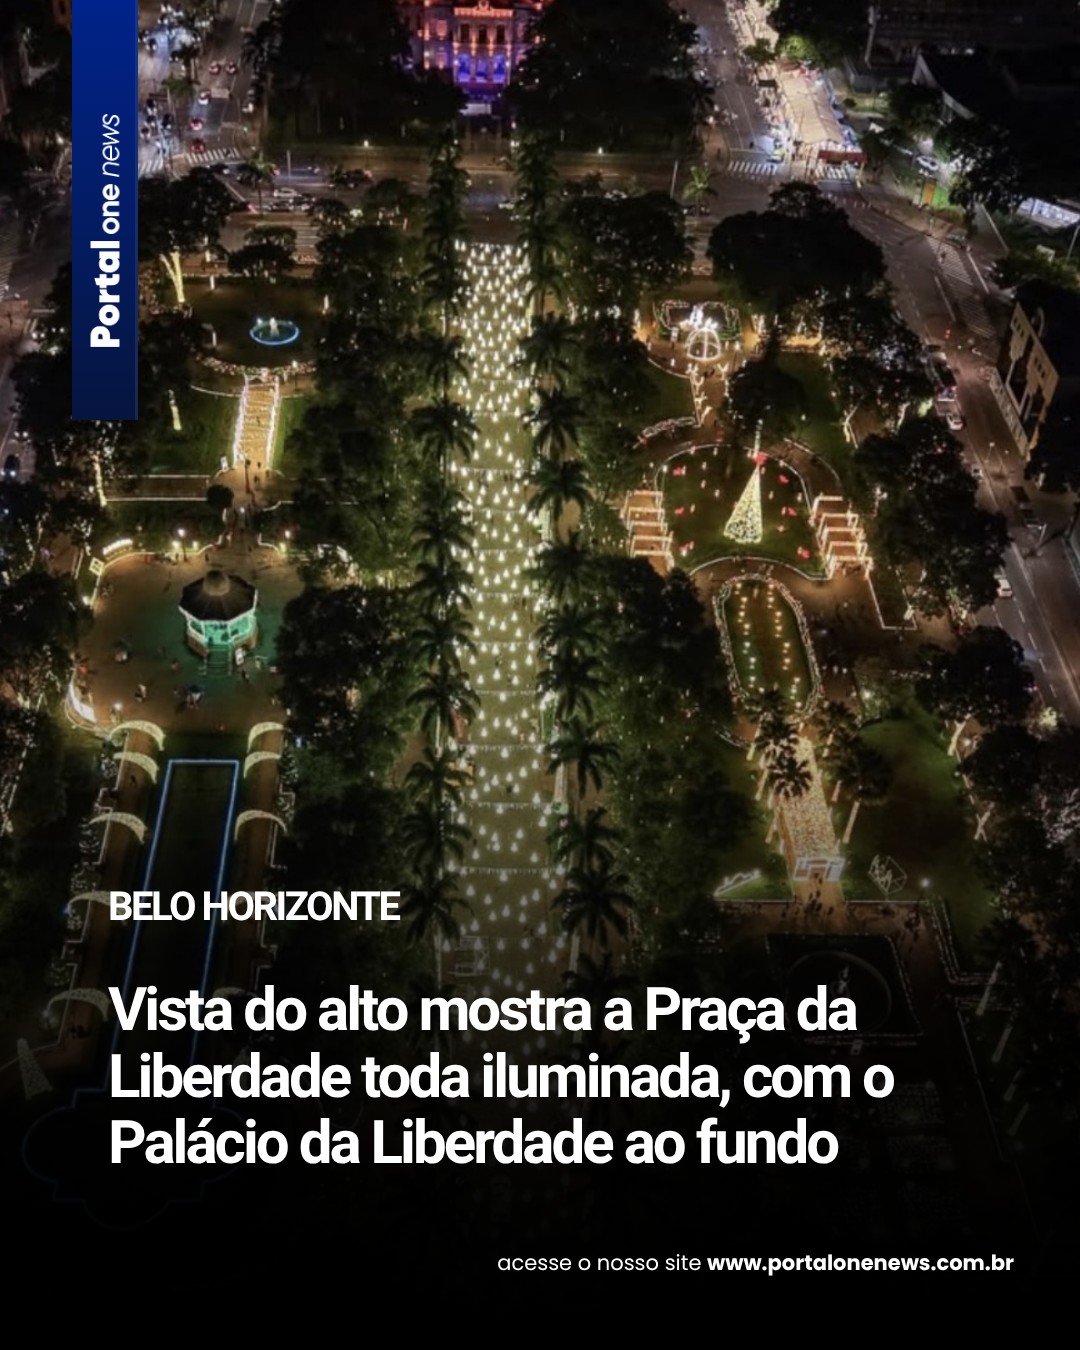 Portal one news
BELO HORIZONTE
Vista do alto mostra a Praça da
Liberdade toda iluminada, com o
Palácio da Liberdade ao fundo
acesse o nosso site www.portalonenews.com.br